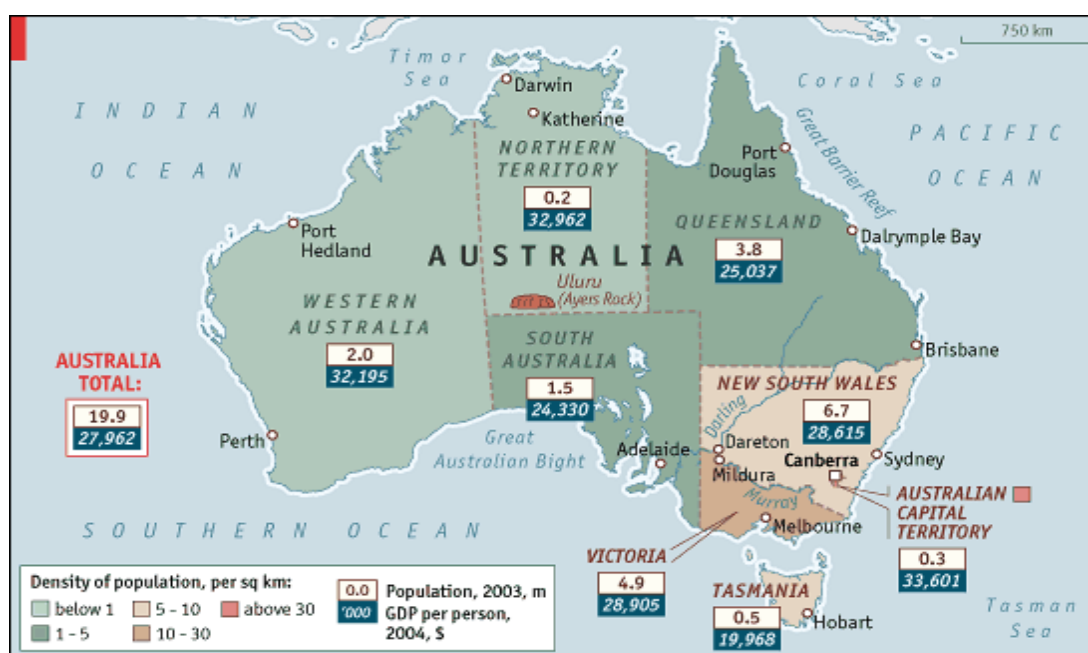 750 km
Timor
Sea
Coral Sea
INDIAN
OCEAN
PACIFIC
OCEAN
Darwin
Katherine
NORTHERN
TERRITORY
0.2
32,962
Port
Douglas
Great Barrier Reef
QUEENSLAND
3.8
25,037
Dalrymple Bay
Port
Hedland
AUSTRALIA
Uluru
(Ayers Rock)
WESTERN
AUSTRALIA
2.0
32,195
SOUTH
AUSTRALIA
1.5
24,330
Brisbane
AUSTRALIA
TOTAL:
19.9
27,962
NEW SOUTH WALES
6.7
28,615
Darling
Perth
Great
Australian Bight
Adelaide
Dareton
Mildura
Canberra
Sydney
Murray
Melbourne
AUSTRALIAN
CAPITAL
TERRITORY
0.3
33,601
SOUTHERN OCEAN
VICTORIA
4.9
28,905
TASMANIA
0.5
19,968
Hobart
Tasman
Sea
Density of population, per sq km:
below 1
5 - 10
above 30
1 - 5
10 - 30
0.0
'000
Population, 2003, m
GDP per person,
2004, $